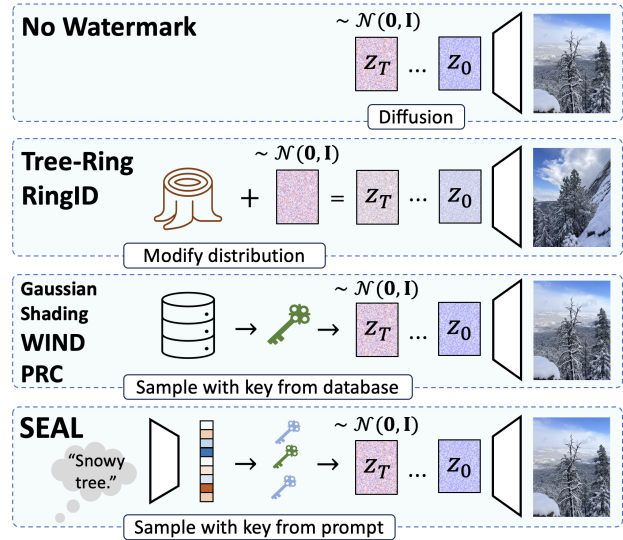 No Watermark
~ 𝒩(𝟎, 𝐈)
z_T ... z_0
Diffusion
Tree-Ring
RingID
~ 𝒩(𝟎, 𝐈)
+ = z_T ... z_0
Modify distribution
Gaussian
Shading
WIND
PRC
~ 𝒩(𝟎, 𝐈)
→ → z_T ... z_0
Sample with key from database
SEAL
~ 𝒩(𝟎, 𝐈)
“Snowy
tree.”
→ → z_T ... z_0
Sample with key from prompt